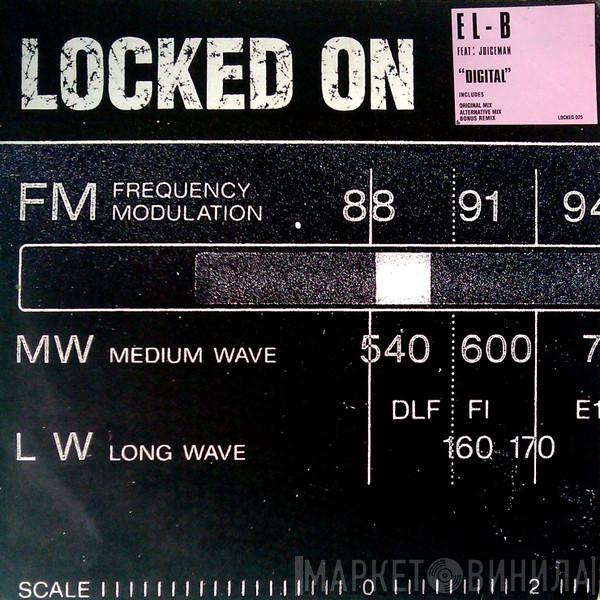 LOCKED ON
EL-B
FEAT: JUICEMAN
"DIGITAL"
INCLUDES
ORIGINAL MIX
ALTERNATIVE MIX
BONUS REMIX
LOCKED 025
FM FREQUENCY MODULATION 88 91 94
MW MEDIUM WAVE 540 600 7
DLF FI E1
LW LONG WAVE 160 170
SCALE 0 2
МАРКЕТ ВИНИЛА